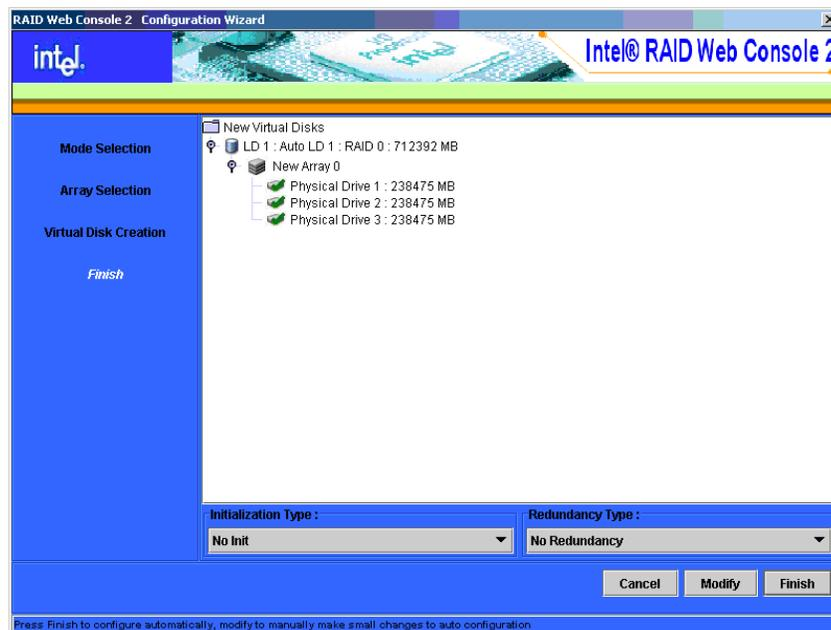 RAID Web Console 2 Configuration Wizard
intel.
intel
Intel® RAID Web Console 2
Mode Selection
Array Selection
Virtual Disk Creation
Finish
New Virtual Disks
LD 1 : Auto LD 1 : RAID 0 : 712392 MB
New Array 0
Physical Drive 1 : 238475 MB
Physical Drive 2 : 238475 MB
Physical Drive 3 : 238475 MB
Initialization Type :
Redundancy Type :
No Init
No Redundancy
Cancel
Modify
Finish
Press Finish to configure automatically, modify to manually make small changes to auto configuration